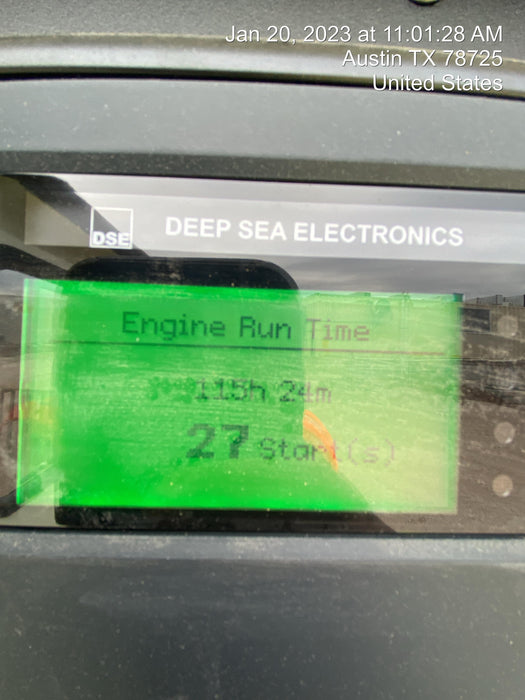 Jan 20, 2023 at 11:01:28 AM
Austin TX 78725
United States
DSE
DEEP SEA ELECTRONICS
Engine Run Time
115h 24m
27 Start(s)